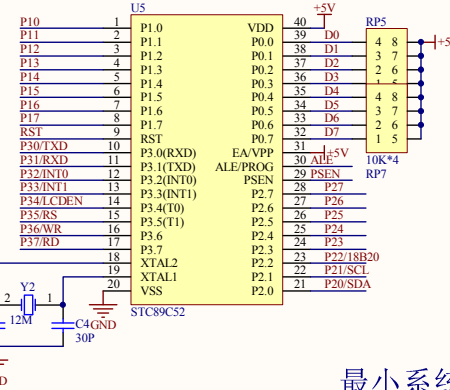 U5
+5V
P10 1 P1.0 VDD 40
P11 2 P1.1 P0.0 39 D0
P12 3 P1.2 P0.1 38 D1
P13 4 P1.3 P0.2 37 D2
P14 5 P1.4 P0.3 36 D3
P15 6 P1.5 P0.4 35 D4
P16 7 P1.6 P0.5 34 D5
P17 8 P1.7 P0.6 33 D6
RST 9 RST P0.7 32 D7
P30/TXD 10 P3.0(RXD) EA/VPP 31 +5V
P31/RXD 11 P3.1(TXD) ALE/PROG 30 ALE
P32/INT0 12 P3.2(INT0) PSEN 29 PSEN
P33/INT1 13 P3.3(INT1) P2.7 28 P27
P34/LCDEN 14 P3.4(T0) P2.6 27 P26
P35/RS 15 P3.5(T1) P2.5 26 P25
P36/WR 16 P3.6 P2.4 25 P24
P37/RD 17 P3.7 P2.3 24 P23
18 XTAL2 P2.2 23 P22/18B20
19 XTAL1 P2.1 22 P21/SCL
20 VSS P2.0 21 P20/SDA
STC89C52
RP5
4 8
3 7
2 6
1 5
4 8
3 7
2 6
1 5
10K*4
RP7
+5
Y2
2 1
12M
C4
30P
GND
D
最小系统